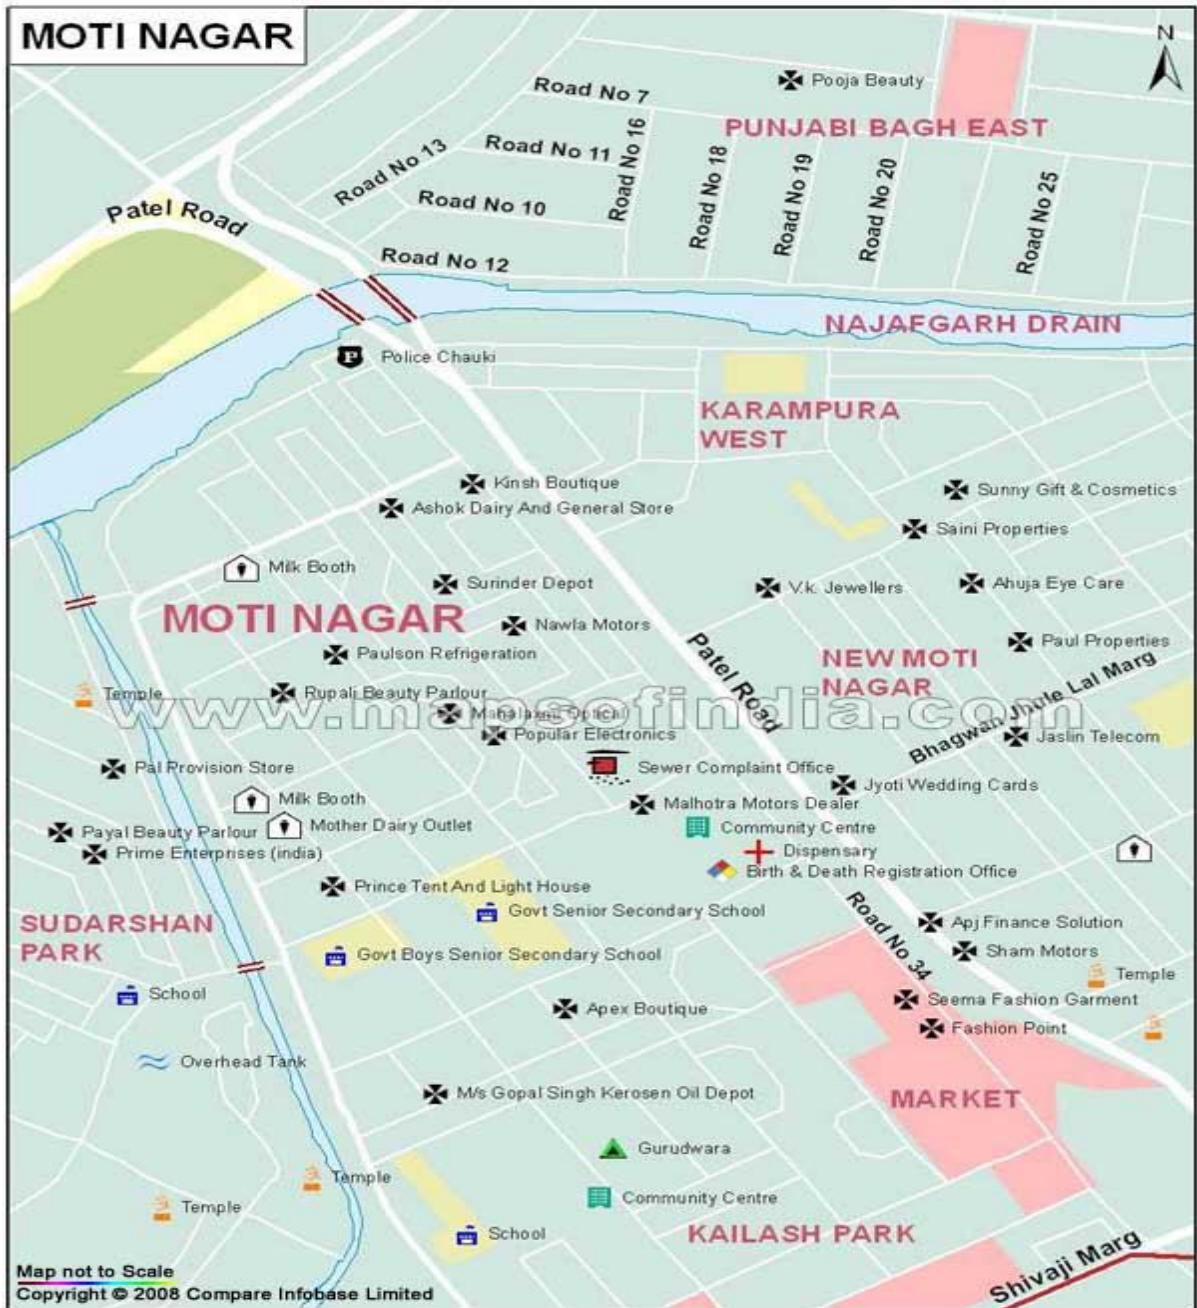 MOTI NAGAR
N
Pooja Beauty
Road No 7
PUNJABI BAGH EAST
Road No 13
Road No 11
Road No 16
Road No 18
Road No 19
Road No 20
Road No 25
Patel Road
Road No 10
Road No 12
NAJAFGARH DRAIN
P
Police Chauki
KARAMPURA
WEST
Kinsh Boutique
Sunny Gift & Cosmetics
Ashok Dairy And General Store
Saini Properties
Milk Booth
Surinder Depot
V.k. Jewellers
Ahuja Eye Care
MOTI NAGAR
Nawla Motors
Paul Properties
Paulson Refrigeration
Patel Road
NEW MOTI
NAGAR
Bhagwan Jhule Lal Marg
Temple
Rupali Beauty Parlour
www.mapsofindia.com
Mahalaxmi Optical
Popular Electronics
Jaslin Telecom
Pal Provision Store
Sewer Complaint Office
Jyoti Wedding Cards
Milk Booth
Malhotra Motors Dealer
Payal Beauty Parlour
Mother Dairy Outlet
Community Centre
Prime Enterprises (india)
Dispensary
Birth & Death Registration Office
Prince Tent And Light House
SUDARSHAN
PARK
Govt Senior Secondary School
Road No 34
Apj Finance Solution
Govt Boys Senior Secondary School
Sham Motors
Temple
School
Seema Fashion Garment
Apex Boutique
Fashion Point
Overhead Tank
M/s Gopal Singh Kerosen Oil Depot
MARKET
Gurudwara
Temple
Community Centre
Temple
School
KAILASH PARK
Shivaji Marg
Map not to Scale
Copyright © 2008 Compare Infobase Limited